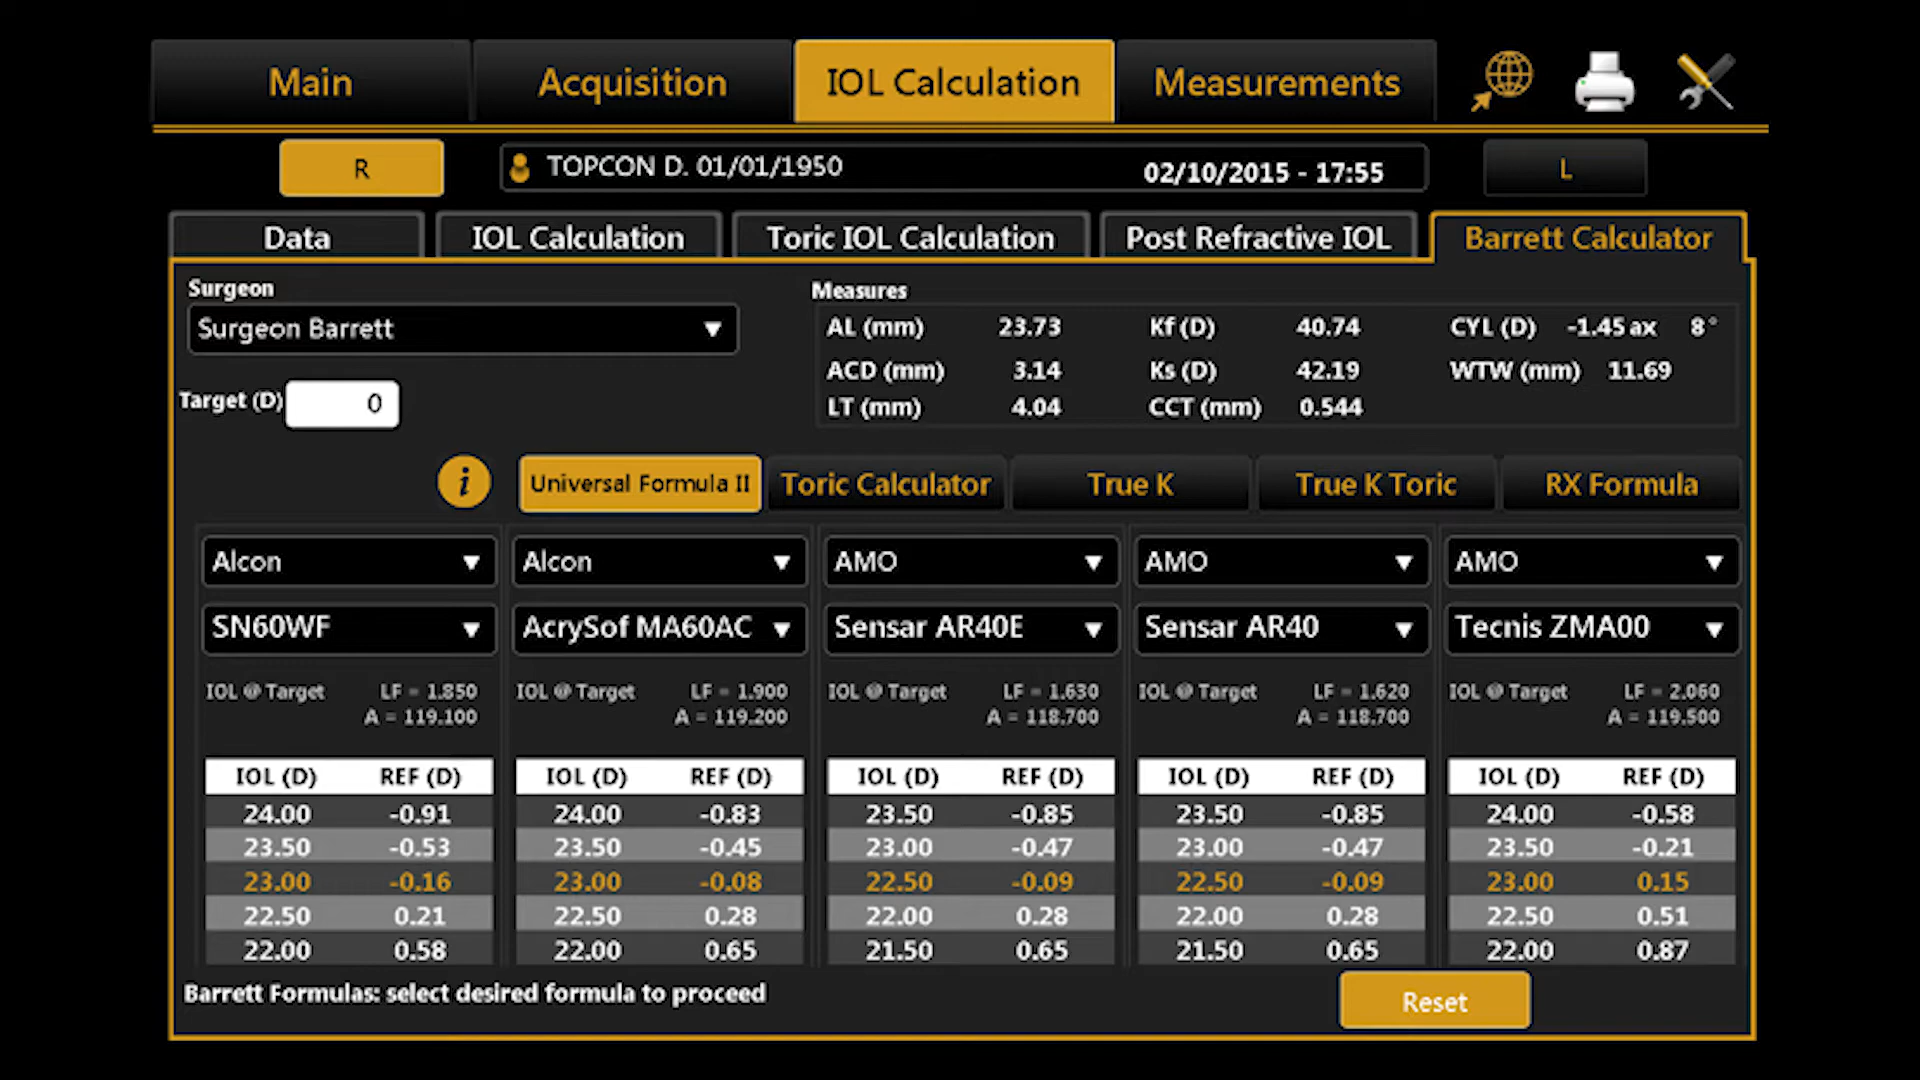 Main Acquisition IOL Calculation Measurements
R TOPCON D. 01/01/1950 02/10/2015 - 17:55 L
Data IOL Calculation Toric IOL Calculation Post Refractive IOL Barrett Calculator
Surgeon Measures
Surgeon Barrett AL (mm) 23.73 Kf (D) 40.74 CYL (D) -1.45 ax 8°
ACD (mm) 3.14 Ks (D) 42.19 WTW (mm) 11.69
Target (D) 0 LT (mm) 4.04 CCT (mm) 0.544
i Universal Formula II Toric Calculator True K True K Toric RX Formula
Alcon Alcon AMO AMO AMO
SN60WF AcrySof MA60AC Sensar AR40E Sensar AR40 Tecnis ZMA00
IOL @ Target LF = 1.850 IOL @ Target LF = 1.900 IOL @ Target LF = 1.630 IOL @ Target LF = 1.620 IOL @ Target LF = 2.060
A = 119.100 A = 119.200 A = 118.700 A = 118.700 A = 119.500
IOL (D) REF (D) IOL (D) REF (D) IOL (D) REF (D) IOL (D) REF (D) IOL (D) REF (D)
24.00 -0.91 24.00 -0.83 23.50 -0.85 23.50 -0.85 24.00 -0.58
23.50 -0.53 23.50 -0.45 23.00 -0.47 23.00 -0.47 23.50 -0.21
23.00 -0.16 23.00 -0.08 22.50 -0.09 22.50 -0.09 23.00 0.15
22.50 0.21 22.50 0.28 22.00 0.28 22.00 0.28 22.50 0.51
22.00 0.58 22.00 0.65 21.50 0.65 21.50 0.65 22.00 0.87
Barrett Formulas: select desired formula to proceed Reset